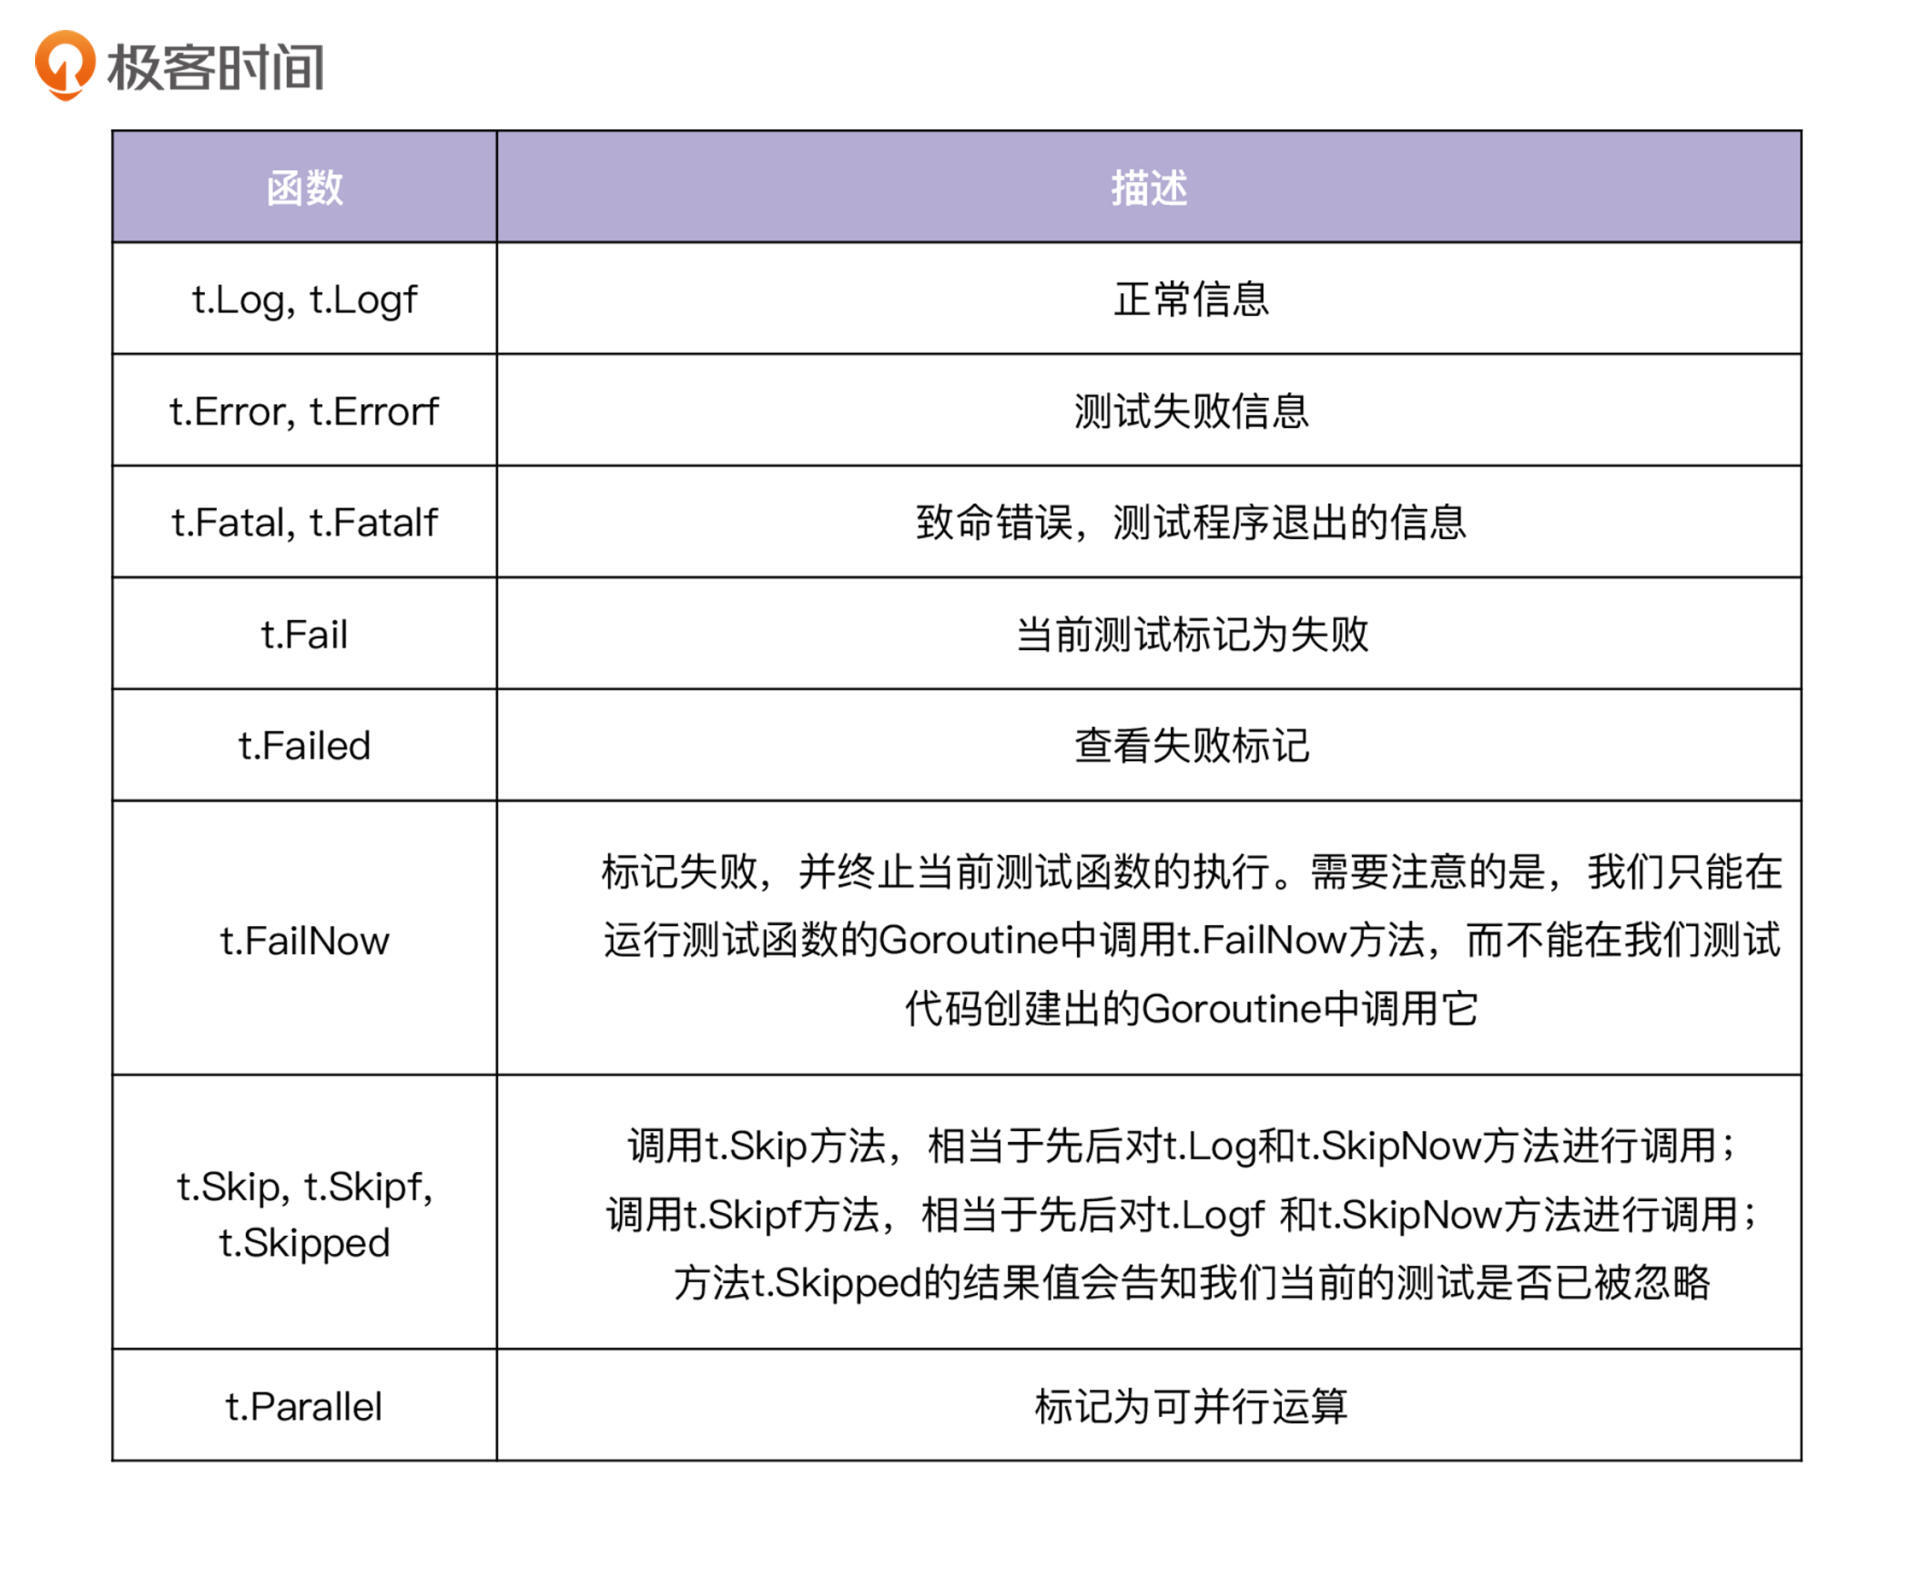 极客时间
函数 描述
t.Log, t.Logf 正常信息
t.Error, t.Errorf 测试失败信息
t.Fatal, t.Fatalf 致命错误，测试程序退出的信息
t.Fail 当前测试标记为失败
t.Failed 查看失败标记
t.FailNow
标记失败，并终止当前测试函数的执行。需要注意的是，我们只能在
运行测试函数的Goroutine中调用t.FailNow方法，而不能在我们测试
代码创建出的Goroutine中调用它
t.Skip, t.Skipf,
t.Skipped
调用t.Skip方法，相当于先后对t.Log和t.SkipNow方法进行调用；
调用t.Skipf方法，相当于先后对t.Logf 和t.SkipNow方法进行调用；
方法t.Skipped的结果值会告知我们当前的测试是否已被忽略
t.Parallel 标记为可并行运算